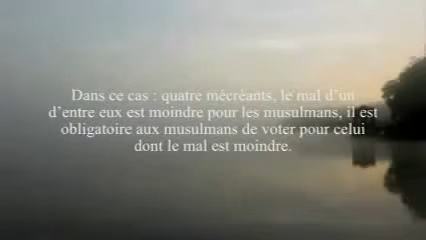 Dans ce cas : quatre mécréants, le mal d'un
d'entre eux est moindre pour les musulmans, il est
obligatoire aux musulmans de voter pour celui
dont le mal est moindre.